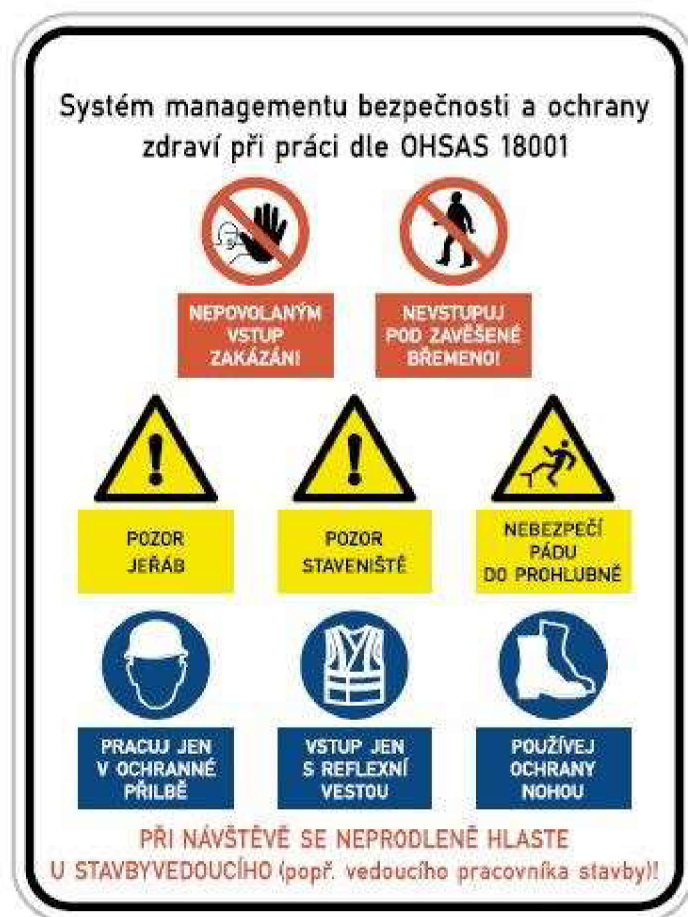 Systém managementu bezpečnosti a ochrany
zdraví při práci dle OHSAS 18001
NEPOVOLANÝM
VSTUP
ZAKÁZÁN!
NEVSTUPUJ
POD ZAVĚŠENÉ
BŘEMENO!
POZOR
JEŘÁB
POZOR
STAVENIŠTĚ
NEBEZPEČÍ
PÁDU
DO PROHLUBNĚ
PRACUJ JEN
V OCHRANNÉ
PŘILBĚ
VSTUP JEN
S REFLEXNÍ
VESTOU
POUŽÍVEJ
OCHRANY
NOHOU
PŘI NÁVŠTĚVĚ SE NEPRODLENĚ HLASTE
U STAVBYVEDOUCÍHO (popř. vedoucího pracovníka stavby)!